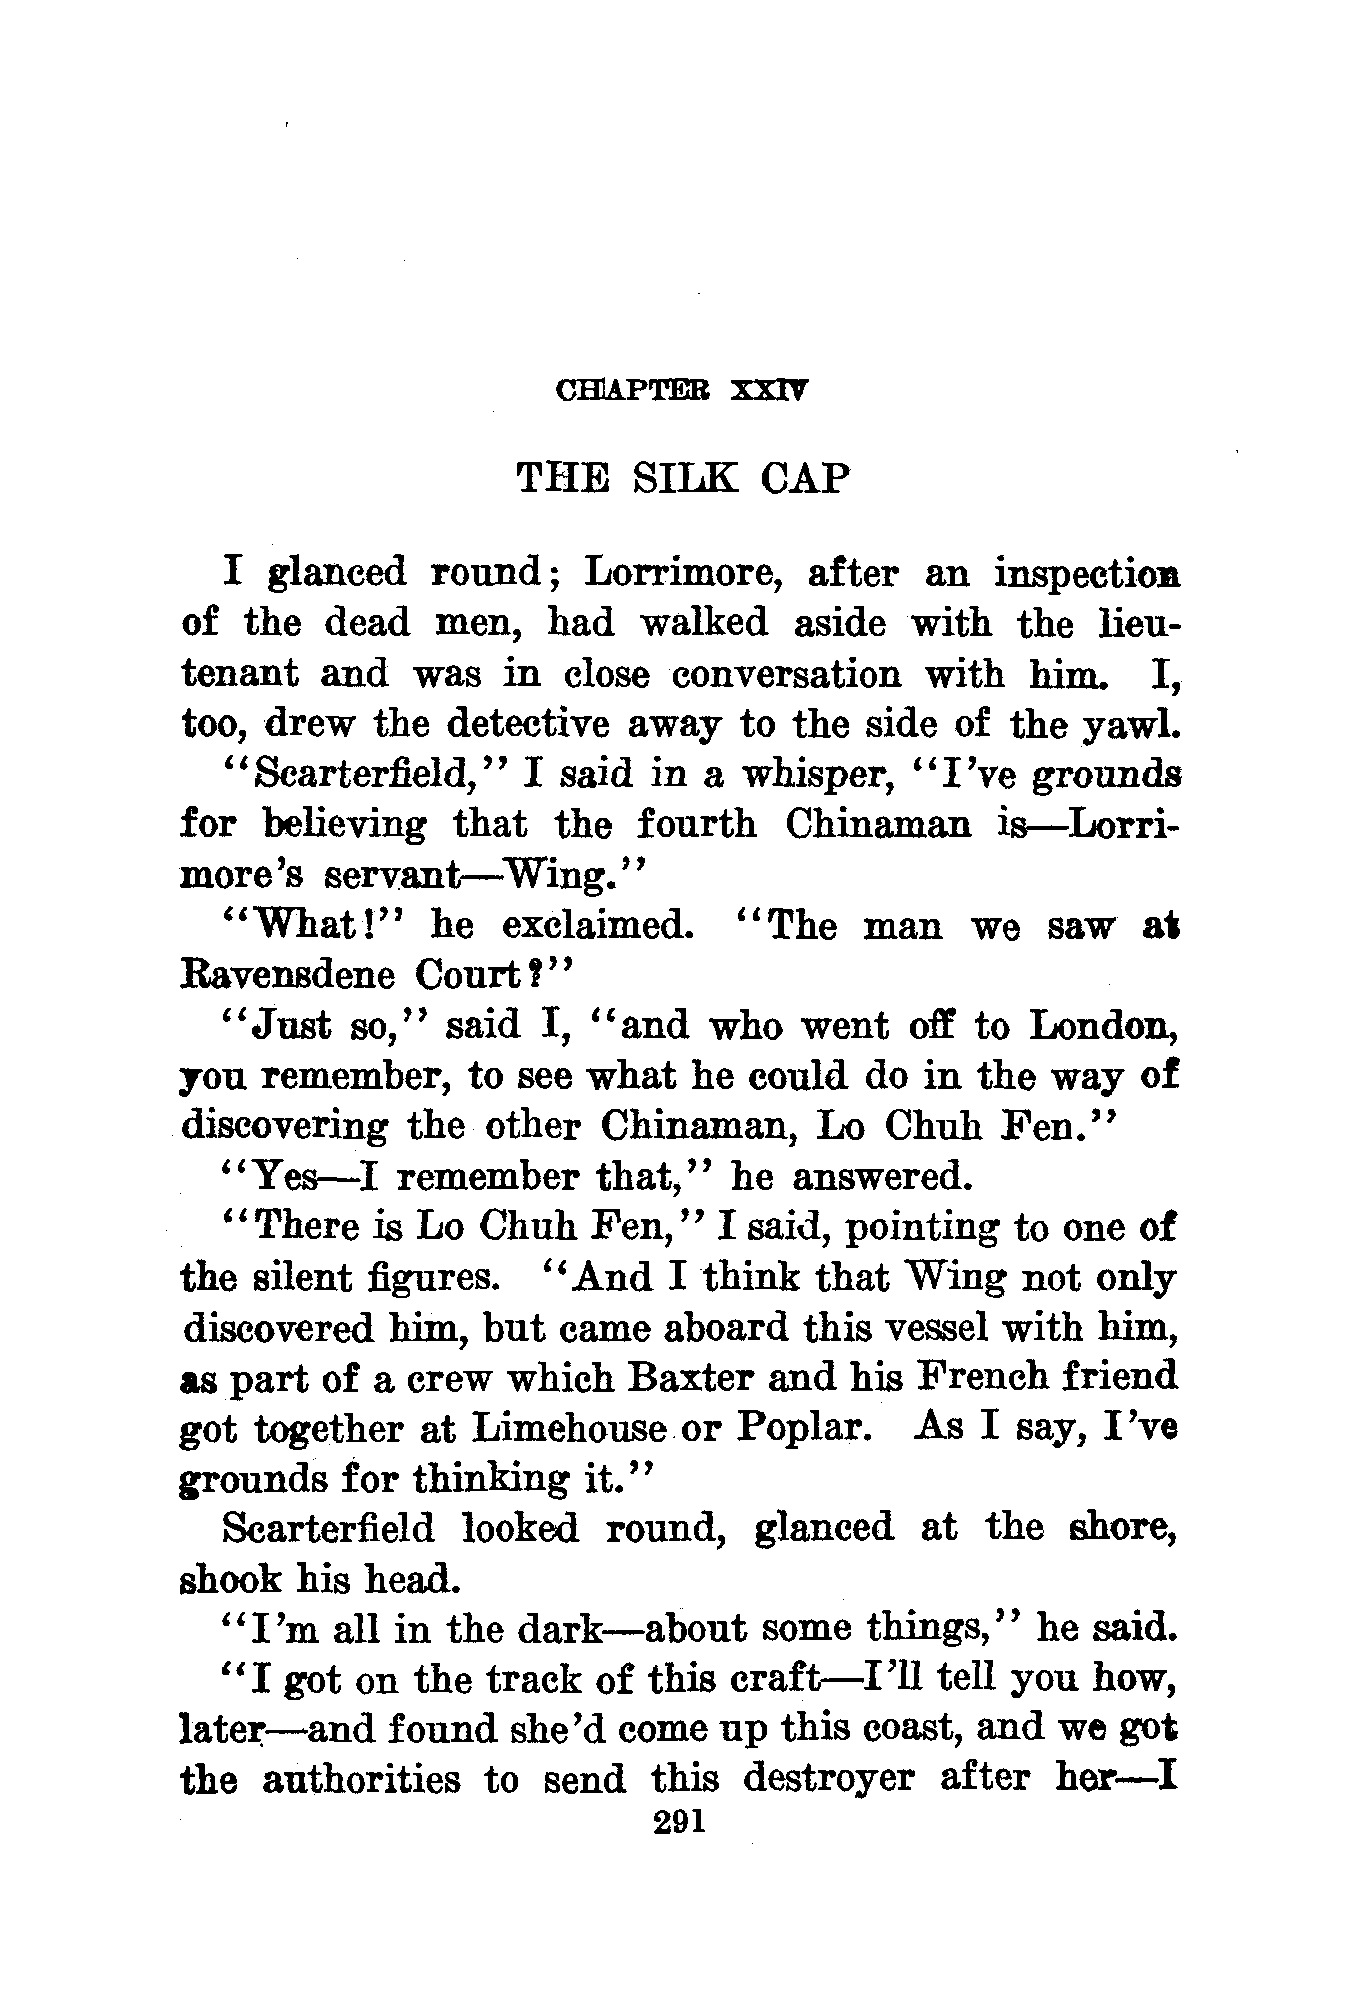 CHAPTER XXIV
THE SILK CAP
I glanced round; Lorrimore, after an inspection
of the dead men, had walked aside with the lieu-
tenant and was in close conversation with him. I,
too, drew the detective away to the side of the yawl.
“Scarterfield,” I said in a whisper, “I’ve grounds
for believing that the fourth Chinaman is—Lorri-
more’s servant—Wing.”
“What!” he exclaimed. “The man we saw at
Ravensdene Court?”
“Just so,” said I, “and who went off to London,
you remember, to see what he could do in the way of
discovering the other Chinaman, Lo Chuh Fen.”
“Yes—I remember that,” he answered.
“There is Lo Chuh Fen,” I said, pointing to one of
the silent figures. “And I think that Wing not only
discovered him, but came aboard this vessel with him,
as part of a crew which Baxter and his French friend
got together at Limehouse or Poplar. As I say, I’ve
grounds for thinking it.”
Scarterfield looked round, glanced at the shore,
shook his head.
“I’m all in the dark—about some things,” he said.
“I got on the track of this craft—I’ll tell you how,
later—and found she’d come up this coast, and we got
the authorities to send this destroyer after her—I
291